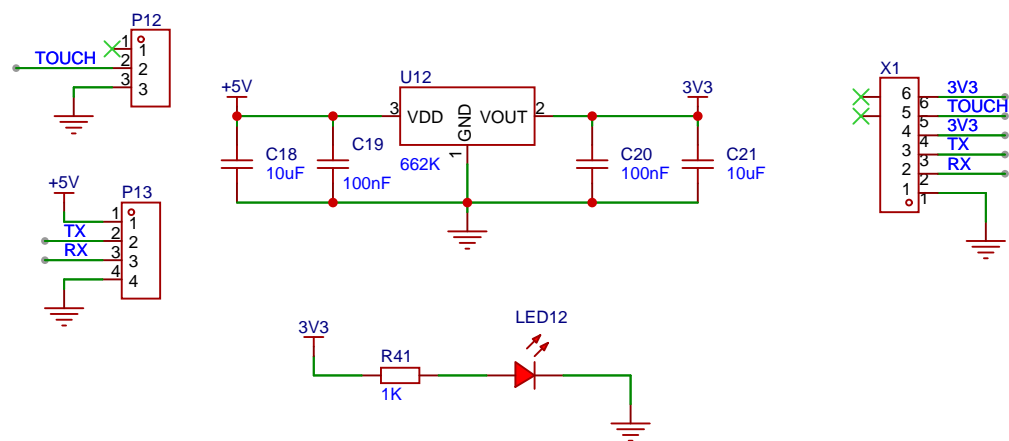 P12
1
1
TOUCH
2
2
3
3
+5V
P13
1
1
TX
2
2
RX
3
3
4
4
+5V
U12
3
VDD
GND
VOUT
2
1
662K
3V3
C18
10uF
C19
100nF
C20
100nF
C21
10uF
X1
6
3V3
6
5
TOUCH
5
4
3V3
4
3
TX
3
2
RX
2
1
1
3V3
R41
1K
LED12